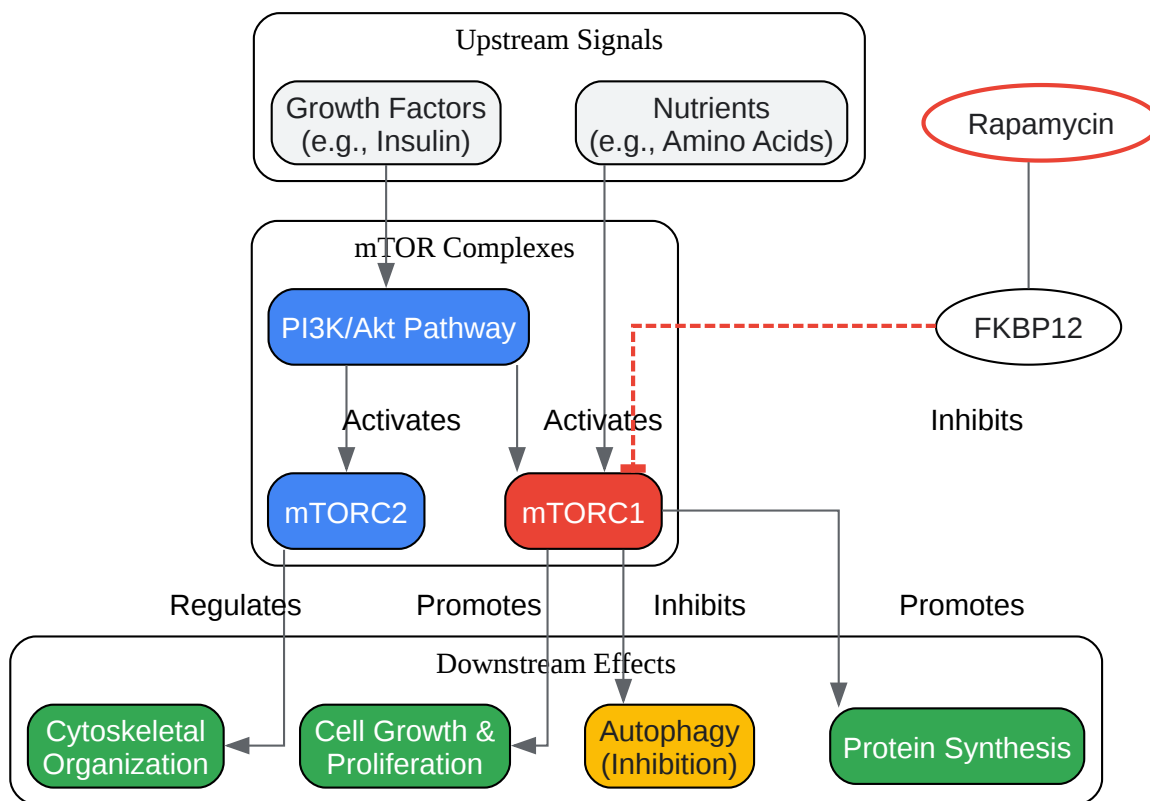 Upstream Signals
Growth Factors
(e.g., Insulin)
Nutrients
(e.g., Amino Acids)
Rapamycin
mTOR Complexes
PI3K/Akt Pathway
FKBP12
Activates
Activates
Inhibits
mTORC2
mTORC1
Regulates
Promotes
Inhibits
Promotes
Downstream Effects
Cytoskeletal
Organization
Cell Growth &
Proliferation
Autophagy
(Inhibition)
Protein Synthesis